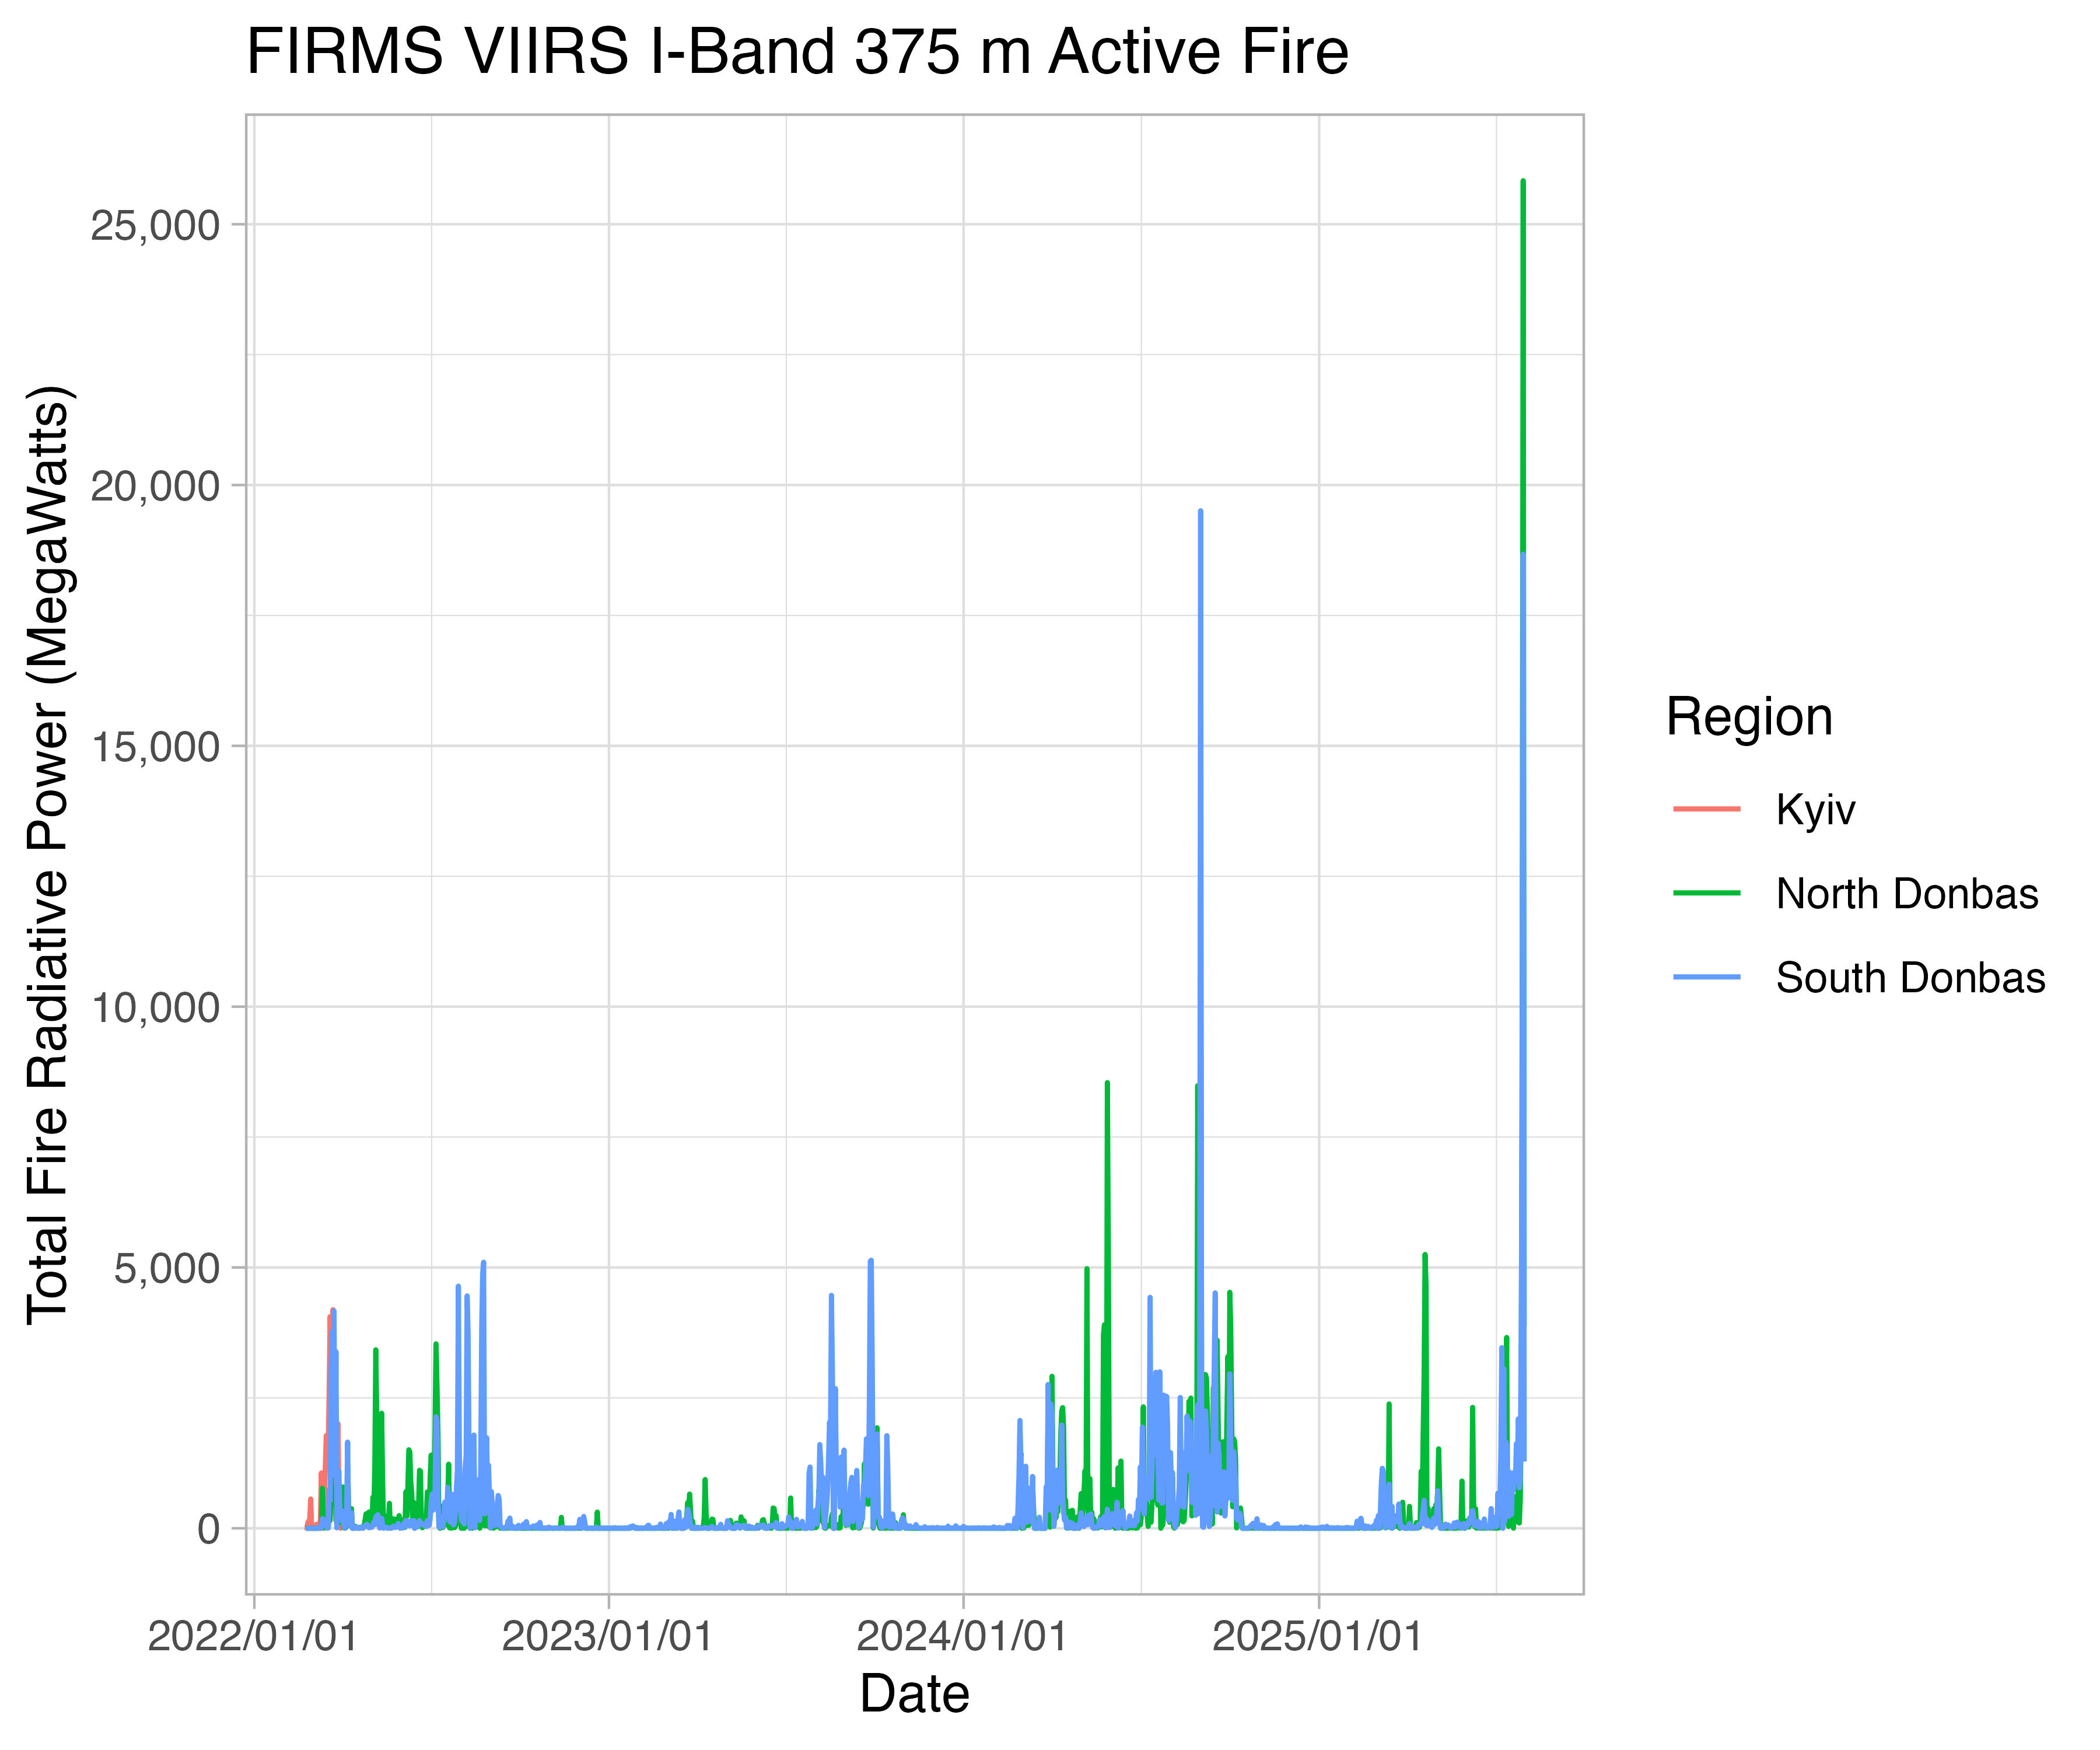 FIRMS VIIRS I-Band 375 m Active Fire
Total Fire Radiative Power (MegaWatts)
25,000
20,000
15,000
10,000
5,000
0
2022/01/01
2023/01/01
2024/01/01
2025/01/01
Date
Region
Kyiv
North Donbas
South Donbas